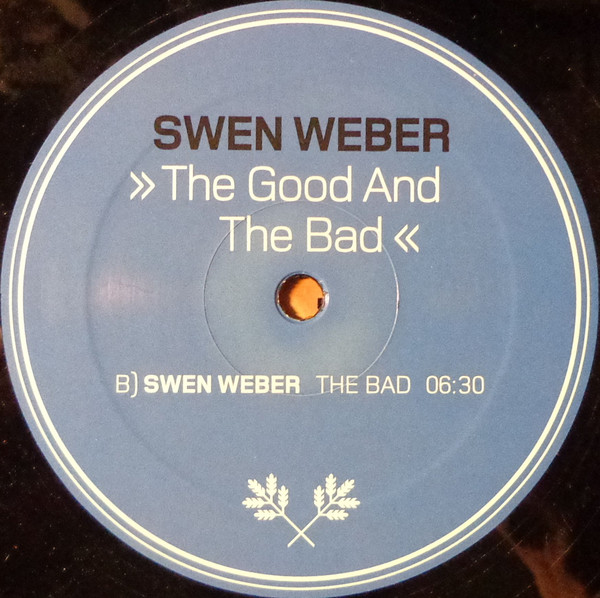 SWEN WEBER
»The Good And
The Bad«
B) SWEN WEBER THE BAD 06:30